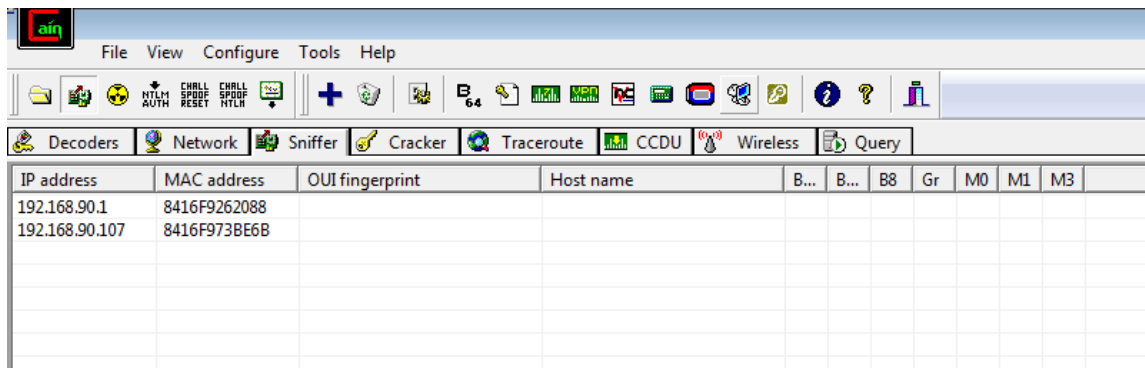 Cain
File View Configure Tools Help
NTLM AUTH CHALL SPOOF RESET CHALL SPOOF NTLM B64
Decoders Network Sniffer Cracker Traceroute CCDU Wireless Query
IP address MAC address OUI fingerprint Host name B... B... B8 Gr M0 M1 M3
192.168.90.1 8416F9262088
192.168.90.107 8416F973BE6B